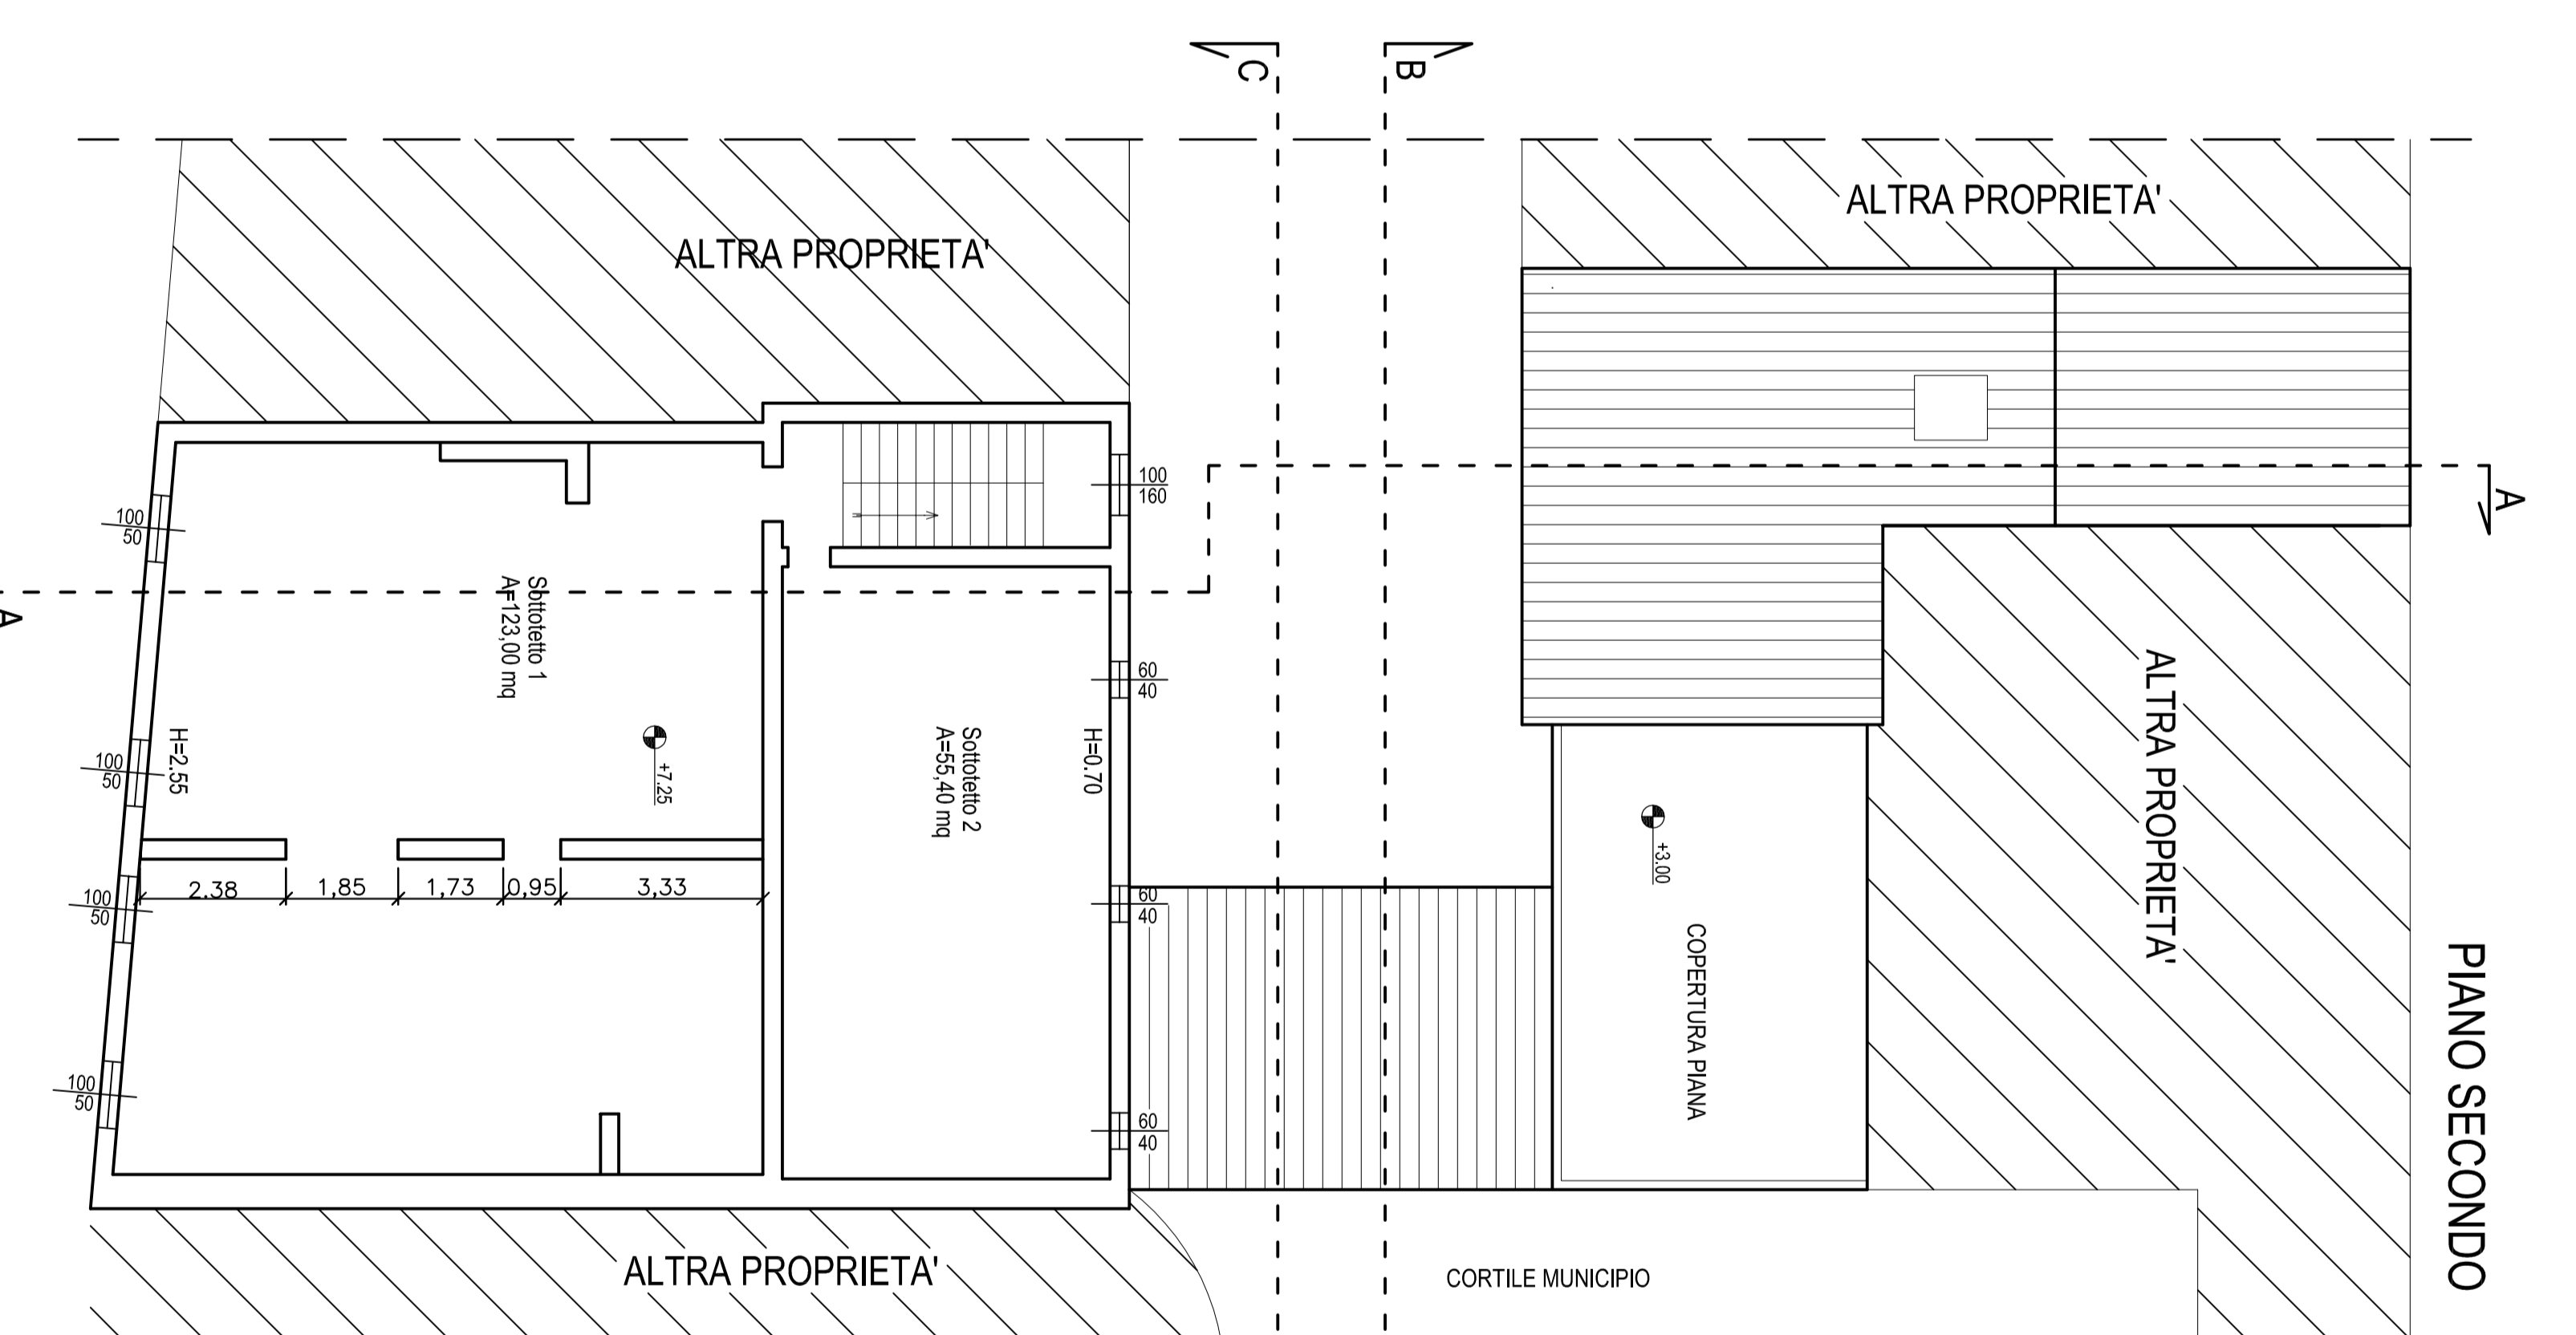 C
B
ALTRA PROPRIETA'
ALTRA PROPRIETA'
A
100
160
100
50
Sottotetto 1
A=123,00 mq
A
60
40
ALTRA PROPRIETA'
H=2.55
+7.25
Sottotetto 2
A=55,40 mq
H=0.70
100
50
+3.00
2.38
1,85
1,73
0,95
3,33
100
50
60
40
COPERTURA PIANA
PIANO SECONDO
100
50
60
40
ALTRA PROPRIETA'
CORTILE MUNICIPIO